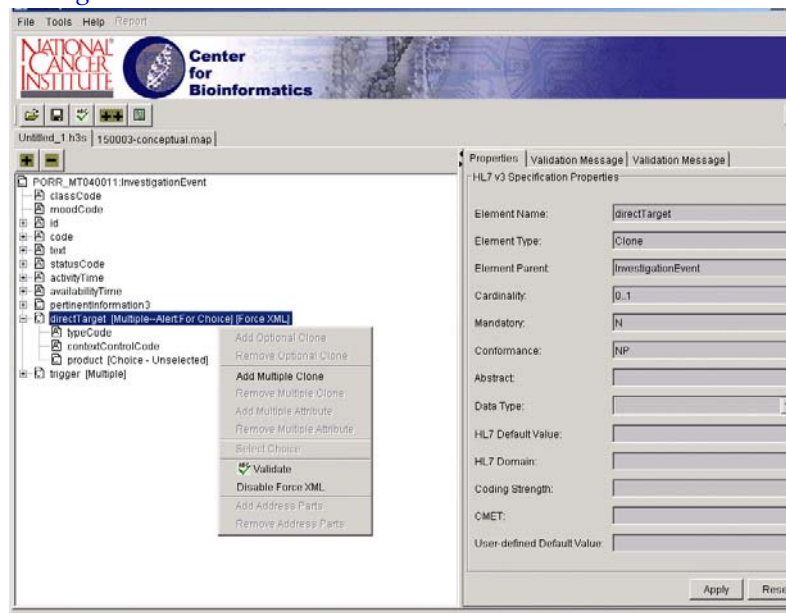 File Tools Help Report
NATIONAL
CANCER
INSTITUTE
Center
for
Bioinformatics
Untitled_1.h3s 150003-conceptual.map
PORR_MT040011:InvestigationEvent
classCode
moodCode
id
code
text
statusCode
activityTime
availabilityTime
pertinentInformation3
directTarget [Multiple--Alert:For Choice] [Force XML]
typeCode
contextControlCode
product [Choice - Unselected]
trigger [Multiple]
Add Optional Clone
Remove Optional Clone
Add Multiple Clone
Remove Multiple Clone
Add Multiple Attribute
Remove Multiple Attribute
Select Choice
Validate
Disable Force XML
Add Address Parts
Remove Address Parts
Properties Validation Message Validation Message
HL7 v3 Specification Properties
Element Name: directTarget
Element Type: Clone
Element Parent: InvestigationEvent
Cardinality: 0..1
Mandatory: N
Conformance: NP
Abstract:
Data Type:
HL7 Default Value:
HL7 Domain:
Coding Strength:
CMET:
User-defined Default Value:
Apply Rese